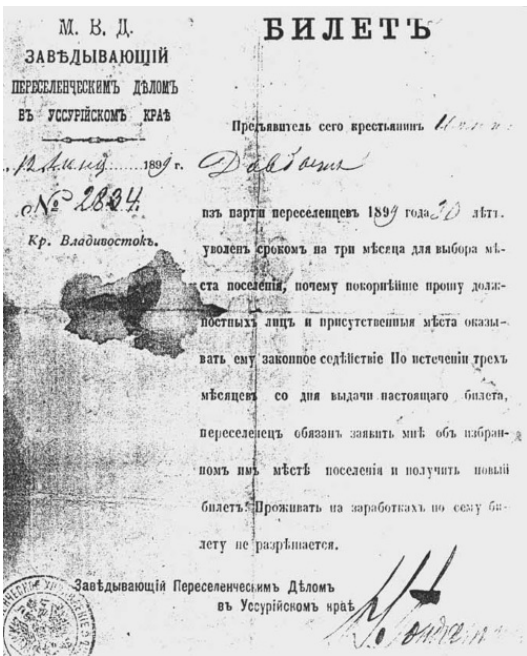 М. В. Д.
ЗАВѢДЫВАЮЩІЙ
ПЕРЕСЕЛЕНЧЕСКИМЪ ДѢЛОМЪ
ВЪ УССУРІЙСКОМЪ КРАѢ
12 1899 г.
№ 2834.
Кр. Владивостокъ.
БИЛЕТЪ
Предъявитель сего крестьянинъ
изъ партіи переселенцевъ 1899 года 20 лѣтъ.
уволенъ срокомъ на три мѣсяца для выбора мѣ-
ста поселенія, почему покорнѣйше прошу долж-
ностныхъ лицъ и присутственныя мѣста оказы-
вать ему законное содѣйствіе По истеченіи трехъ
мѣсяцевъ со дня выдачи настоящаго билета,
переселенецъ обязанъ заявить мнѣ объ избран-
номъ имъ мѣстѣ поселенія и получить новый
билетъ. Проживать на заработкахъ по сему би-
лету не разрѣшается.
Завѣдывающій Переселенческимъ Дѣломъ
въ Уссурійскомъ краѣ